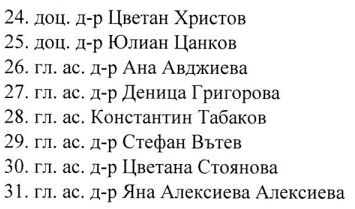 24. доц. д-р Цветан Христов
25. доц. д-р Юлиан Цанков
26. гл. ас. д-р Ана Авджиева
27. гл. ас. д-р Деница Григорова
28. гл. ас. Константин Табаков
29. гл. ас. д-р Стефан Вътев
30. гл. ас. д-р Цветана Стоянова
31. гл. ас. д-р Яна Алексиева Алексиева